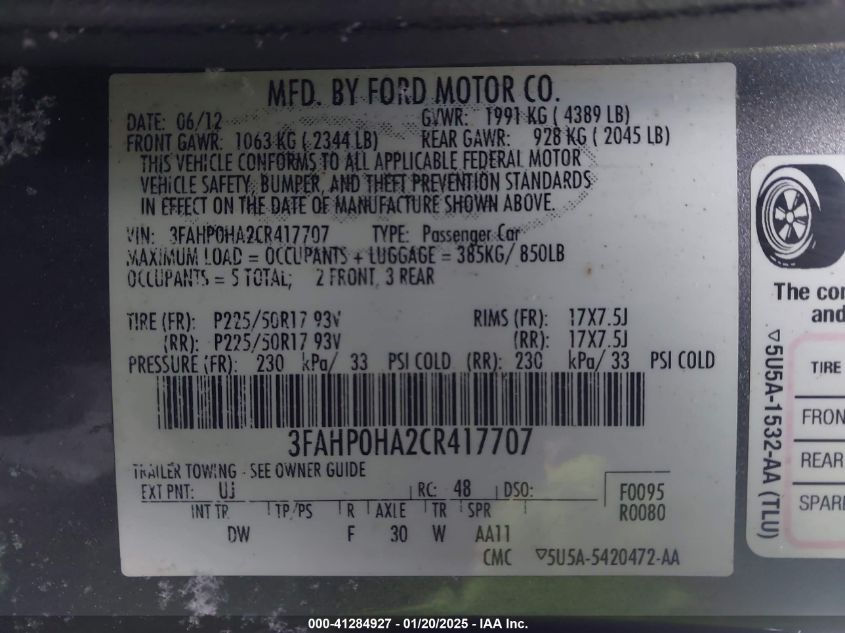 MFD. BY FORD MOTOR CO.
DATE: 06/12 GVWR: 1991 KG ( 4389 LB)
FRONT GAWR: 1063 KG ( 2344 LB) REAR GAWR: 928 KG ( 2045 LB)
THIS VEHICLE CONFORMS TO ALL APPLICABLE FEDERAL MOTOR
VEHICLE SAFETY, BUMPER, AND THEFT PREVENTION STANDARDS
IN EFFECT ON THE DATE OF MANUFACTURE SHOWN ABOVE.
VIN: 3FAHP0HA2CR417707 TYPE: Passenger Car
MAXIMUM LOAD = OCCUPANTS + LUGGAGE = 385KG/ 850LB
OCCUPANTS = 5 TOTAL; 2 FRONT, 3 REAR
TIRE (FR): P225/50R17 93V RIMS (FR): 17X7.5J
(RR): P225/50R17 93V (RR): 17X7.5J
PRESSURE (FR): 230 kPa/ 33 PSI COLD (RR): 230 kPa/ 33 PSI COLD
3FAHP0HA2CR417707
TRAILER TOWING - SEE OWNER GUIDE
EXT PNT: UJ RC: 48 DSO: F0095
INT TR TP/PS R AXLE TR SPR R0080
DW F 30 W AA11
CMC ▽5U5A-5420472-AA
The con
and
▽5U5A-1532-AA (TLU)
TIRE
FRON
REAR
SPARE
000-41284927 - 01/20/2025 - IAA Inc.